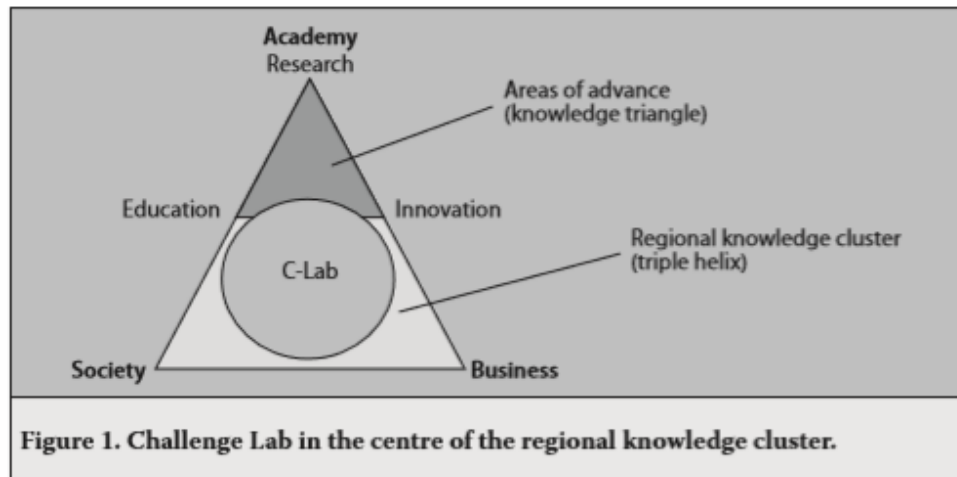 Academy
Research
Areas of advance
(knowledge triangle)
Education
Innovation
Regional knowledge cluster
(triple helix)
C-Lab
Society
Business
Figure 1. Challenge Lab in the centre of the regional knowledge cluster.